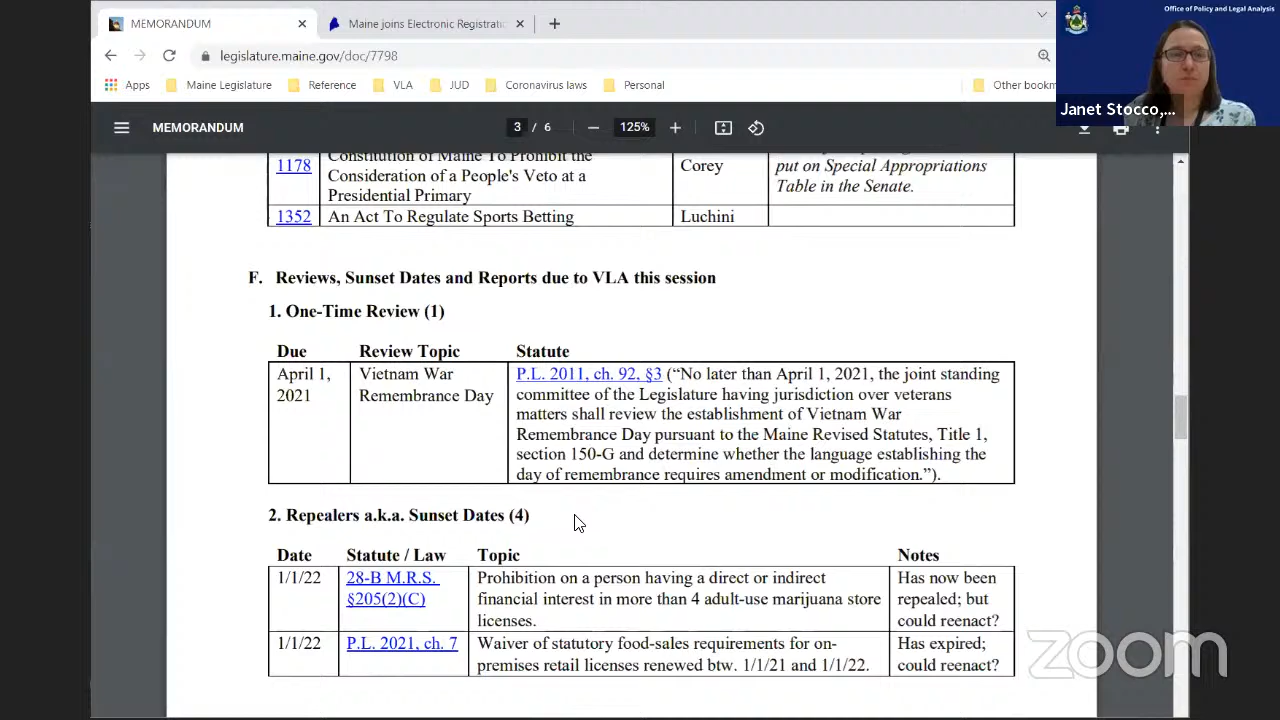 MEMORANDUM
Maine joins Electronic Registrati
Office of Policy and Legal Analysis
legislature.maine.gov/doc/7798
Apps
Maine Legislature
Reference
VLA
JUD
Coronavirus laws
Personal
Other bookm
Janet Stocco,...
MEMORANDUM
3 / 6
125%
1178
Constitution of Maine To Prohibit the
Consideration of a People's Veto at a
Presidential Primary
Corey
put on Special Appropriations
Table in the Senate.
1352
An Act To Regulate Sports Betting
Luchini
F. Reviews, Sunset Dates and Reports due to VLA this session
1. One-Time Review (1)
Due
Review Topic
Statute
April 1,
2021
Vietnam War
Remembrance Day
P.L. 2011, ch. 92, §3 (“No later than April 1, 2021, the joint standing
committee of the Legislature having jurisdiction over veterans
matters shall review the establishment of Vietnam War
Remembrance Day pursuant to the Maine Revised Statutes, Title 1,
section 150-G and determine whether the language establishing the
day of remembrance requires amendment or modification.”).
2. Repealers a.k.a. Sunset Dates (4)
Date
Statute / Law
Topic
Notes
1/1/22
28-B M.R.S.
§205(2)(C)
Prohibition on a person having a direct or indirect
financial interest in more than 4 adult-use marijuana store
licenses.
Has now been
repealed; but
could reenact?
1/1/22
P.L. 2021, ch. 7
Waiver of statutory food-sales requirements for on-
premises retail licenses renewed btw. 1/1/21 and 1/1/22.
Has expired;
could reenact?
zoom